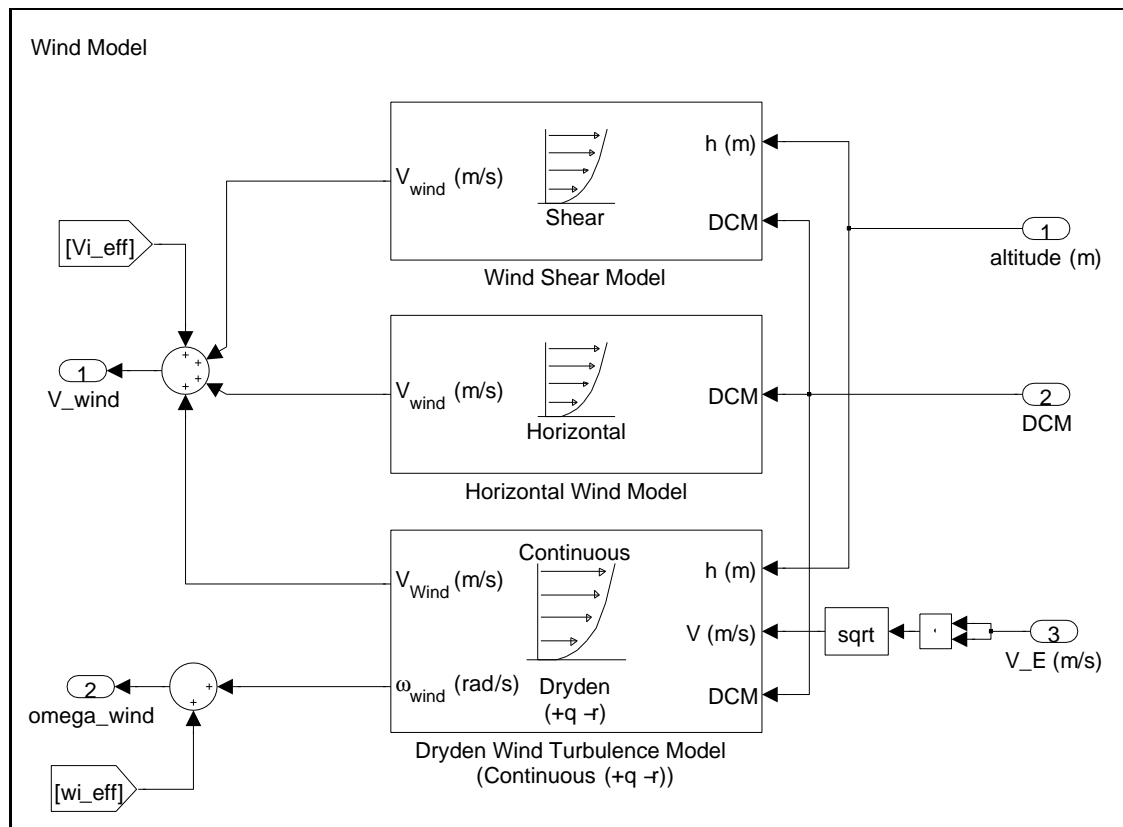 Wind Model
V_wind (m/s)
h (m)
DCM
Shear
Wind Shear Model
[Vi_eff]
1
altitude (m)
1
V_wind
+
+
+
+
V_wind (m/s)
Horizontal
DCM
Horizontal Wind Model
2
DCM
Continuous
V_Wind (m/s)
h (m)
V (m/s)
ω_wind (rad/s)
Dryden
(+q −r)
DCM
Dryden Wind Turbulence Model
(Continuous (+q −r))
sqrt
3
V_E (m/s)
2
omega_wind
+
+
[wi_eff]